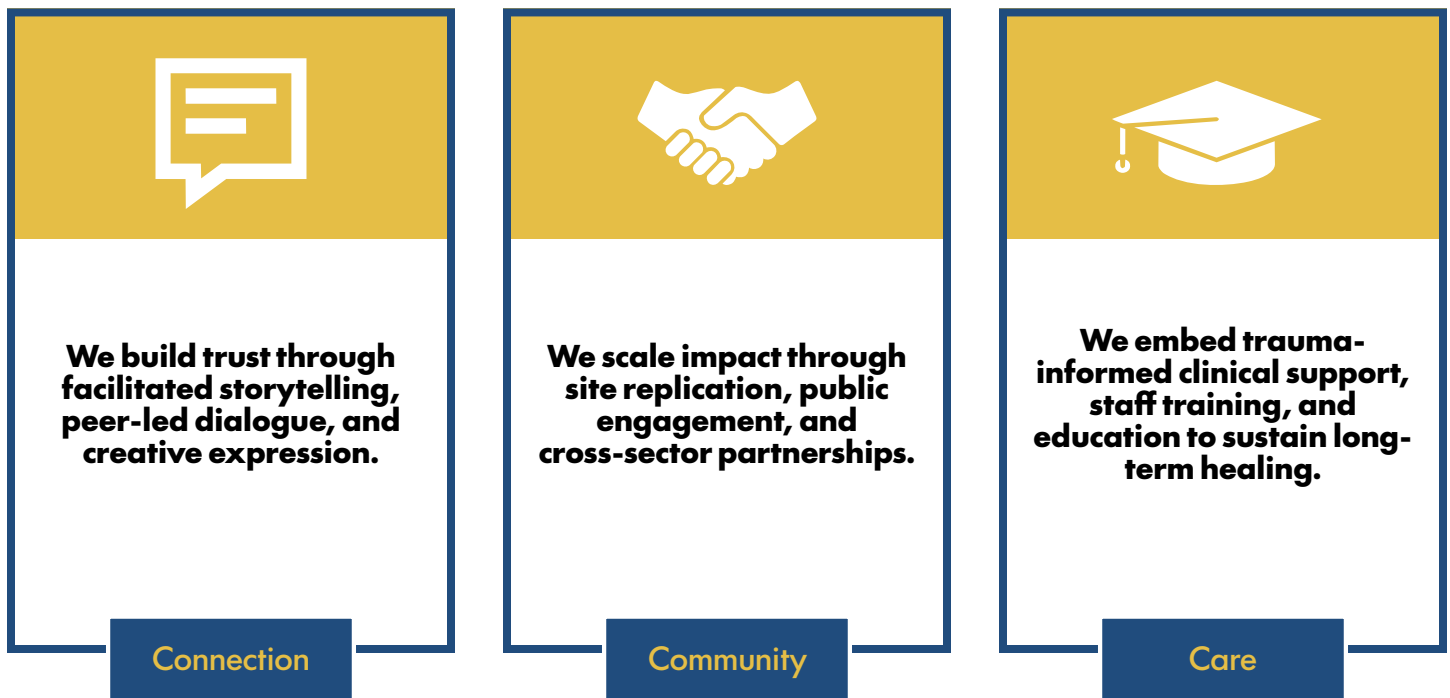 We build trust through
facilitated storytelling,
peer-led dialogue, and
creative expression.
Connection
We scale impact through
site replication, public
engagement, and
cross-sector partnerships.
Community
We embed trauma-
informed clinical support,
staff training, and
education to sustain long-
term healing.
Care